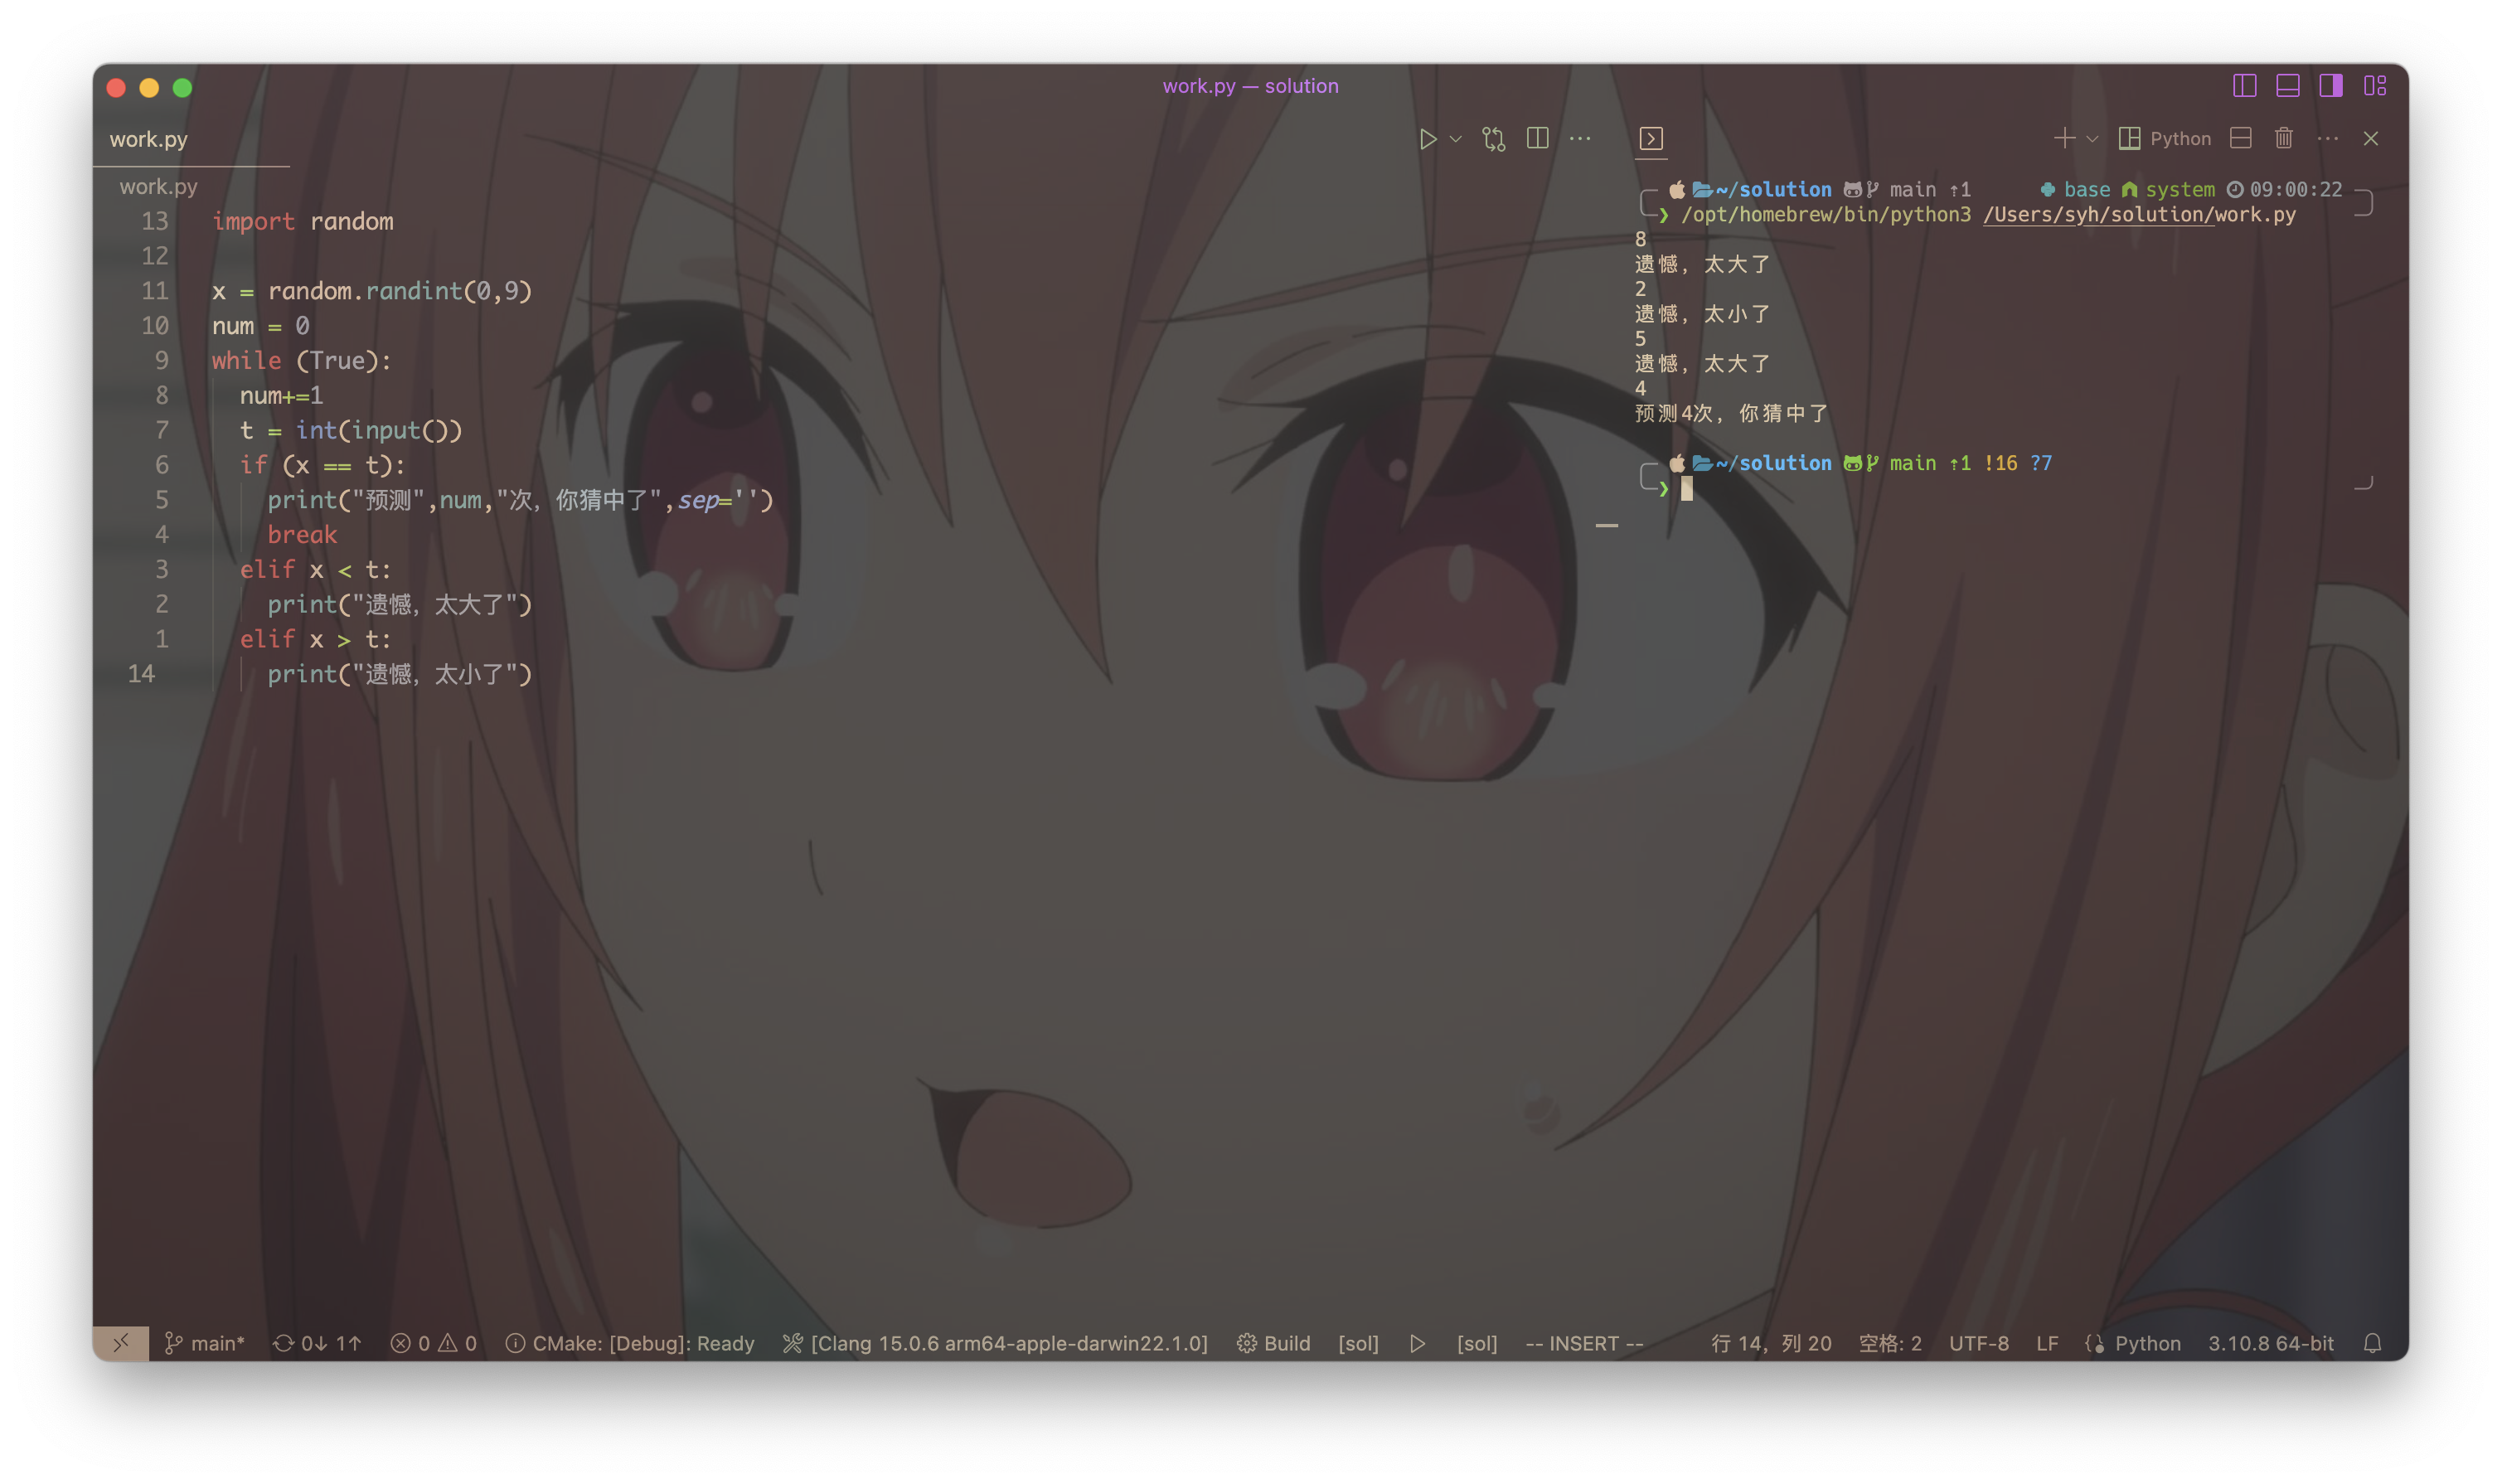 work.py — solution
work.py
Python
work.py
13 import random
12
11 x = random.randint(0,9)
10 num = 0
9 while (True):
8 num+=1
7 t = int(input())
6 if (x == t):
5 print("预测",num,"次，你猜中了",sep='')
4 break
3 elif x < t:
2 print("遗憾，太大了")
1 elif x > t:
14 print("遗憾，太小了")
~/solution main ⇡1 base system 09:00:22
❯ /opt/homebrew/bin/python3 /Users/syh/solution/work.py
8
遗憾，太大了
2
遗憾，太小了
5
遗憾，太大了
4
预测4次，你猜中了
~/solution main ⇡1 !16 ?7
❯
main* 0↓ 1↑ 0 0 CMake: [Debug]: Ready [Clang 15.0.6 arm64-apple-darwin22.1.0] Build [sol] [sol] -- INSERT -- 行 14，列 20 空格: 2 UTF-8 LF Python 3.10.8 64-bit